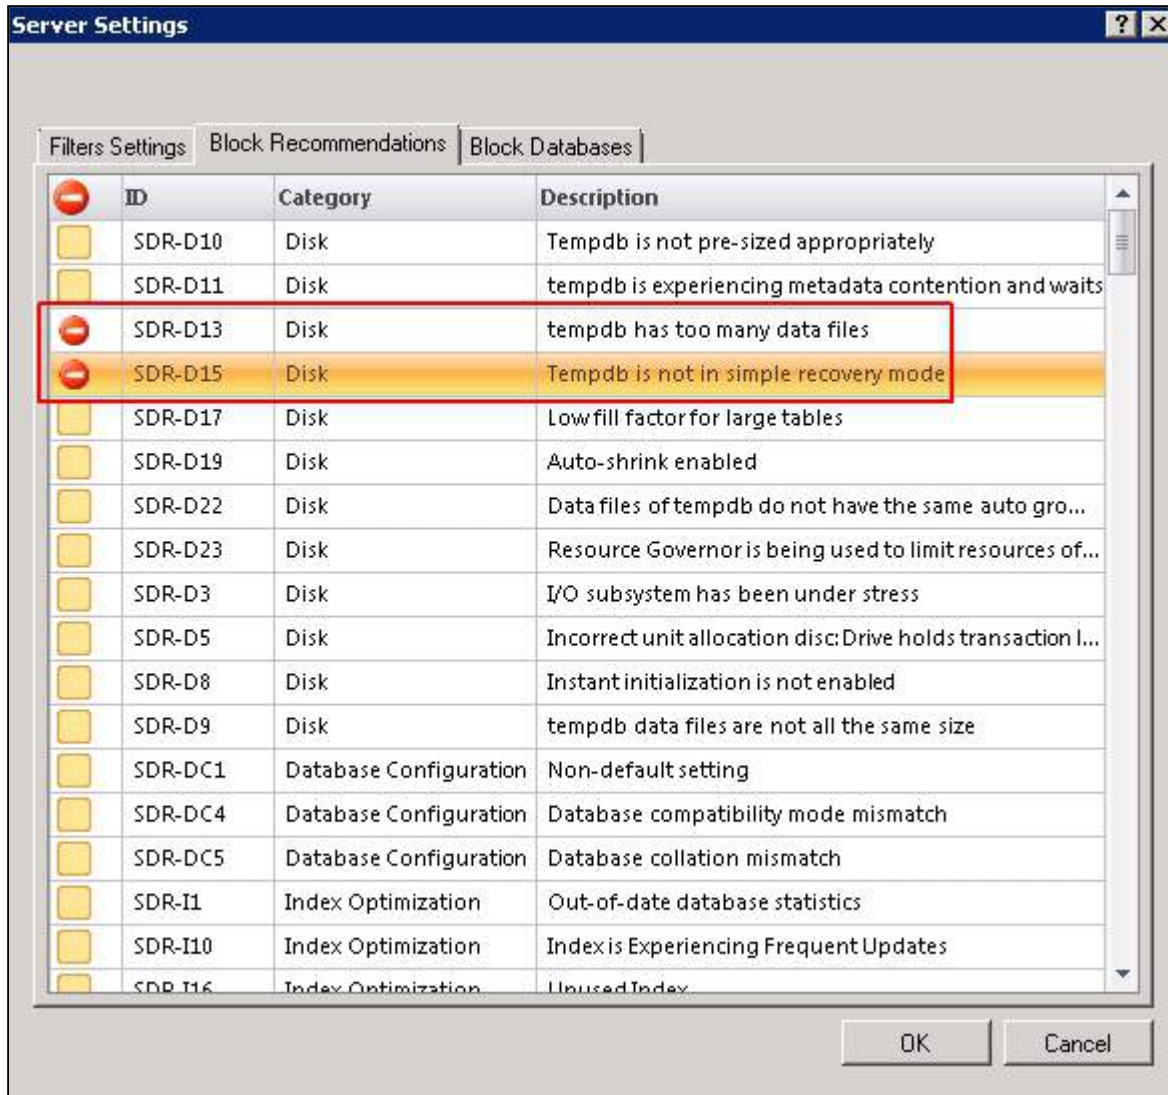 Server Settings
Filters Settings Block Recommendations Block Databases
ID Category Description
SDR-D10 Disk Tempdb is not pre-sized appropriately
SDR-D11 Disk tempdb is experiencing metadata contention and waits
SDR-D13 Disk tempdb has too many data files
SDR-D15 Disk Tempdb is not in simple recovery mode
SDR-D17 Disk Low fill factor for large tables
SDR-D19 Disk Auto-shrink enabled
SDR-D22 Disk Data files of tempdb do not have the same auto gro...
SDR-D23 Disk Resource Governor is being used to limit resources of...
SDR-D3 Disk I/O subsystem has been under stress
SDR-D5 Disk Incorrect unit allocation disc: Drive holds transaction l...
SDR-D8 Disk Instant initialization is not enabled
SDR-D9 Disk tempdb data files are not all the same size
SDR-DC1 Database Configuration Non-default setting
SDR-DC4 Database Configuration Database compatibility mode mismatch
SDR-DC5 Database Configuration Database collation mismatch
SDR-I1 Index Optimization Out-of-date database statistics
SDR-I10 Index Optimization Index is Experiencing Frequent Updates
SDR-I16 Index Optimization Unused Index
OK Cancel